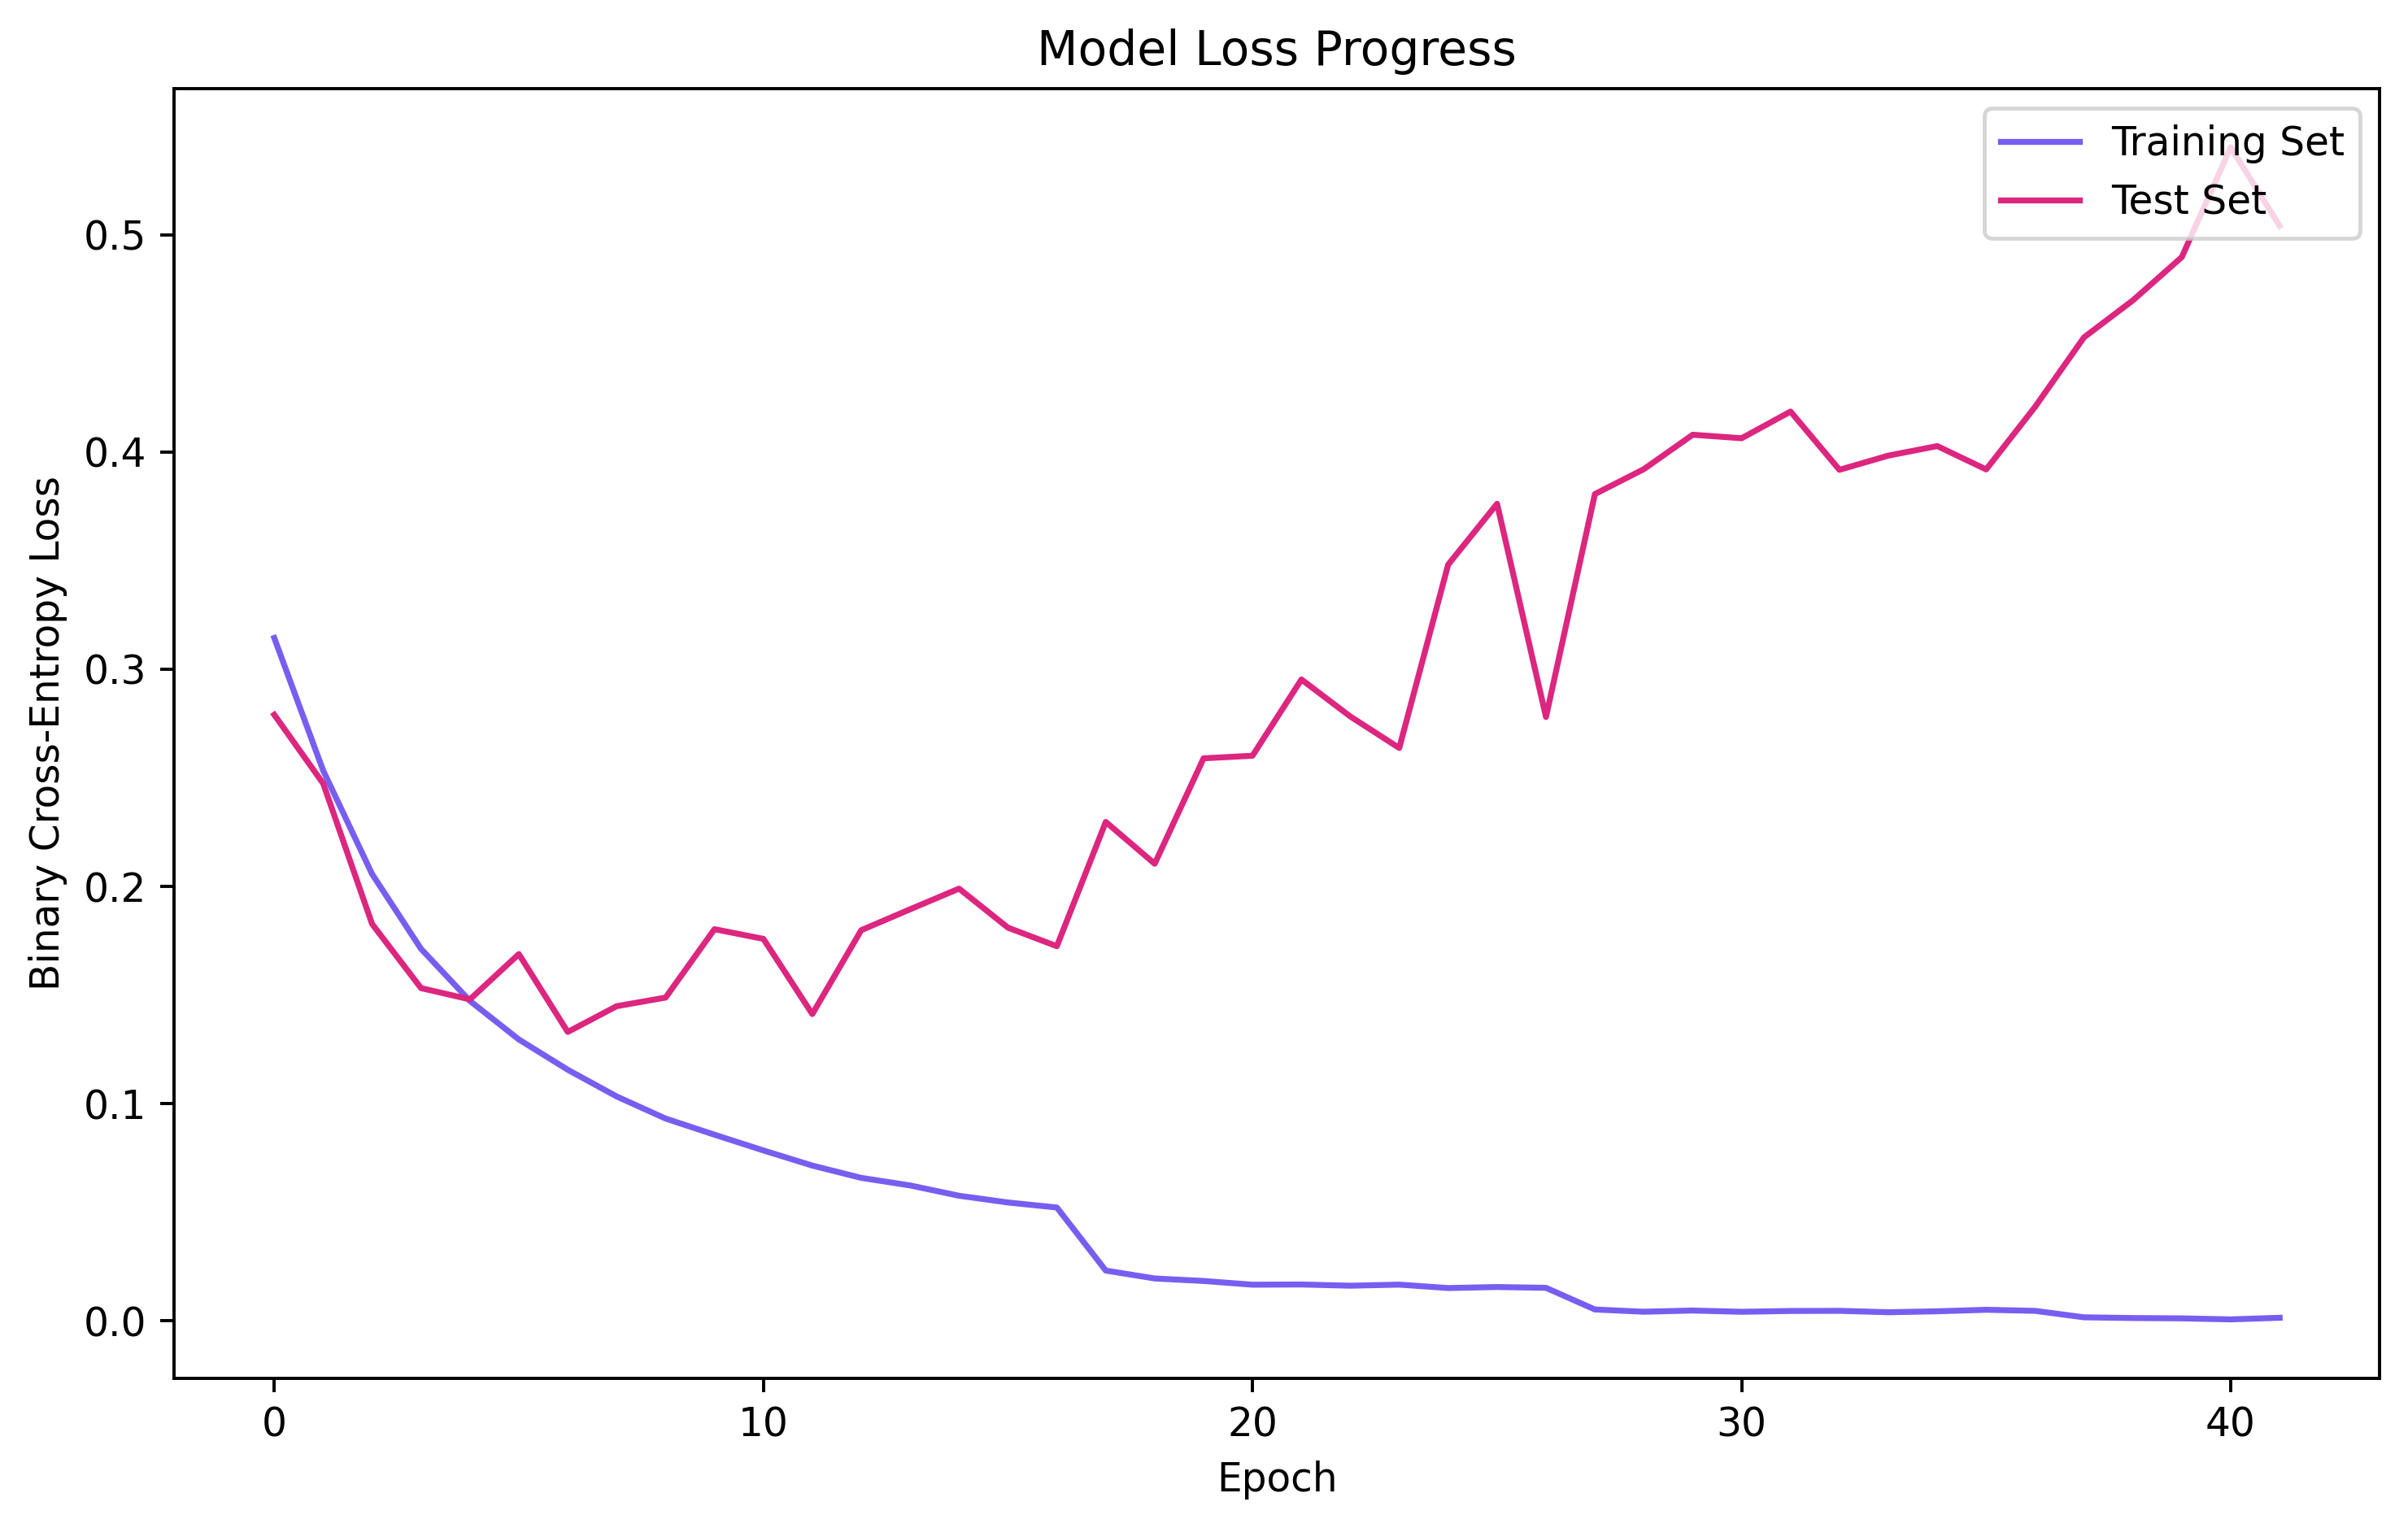 Model Loss Progress
Training Set
Test Set
Binary Cross-Entropy Loss
0.5
0.4
0.3
0.2
0.1
0.0
0 10 20 30 40
Epoch